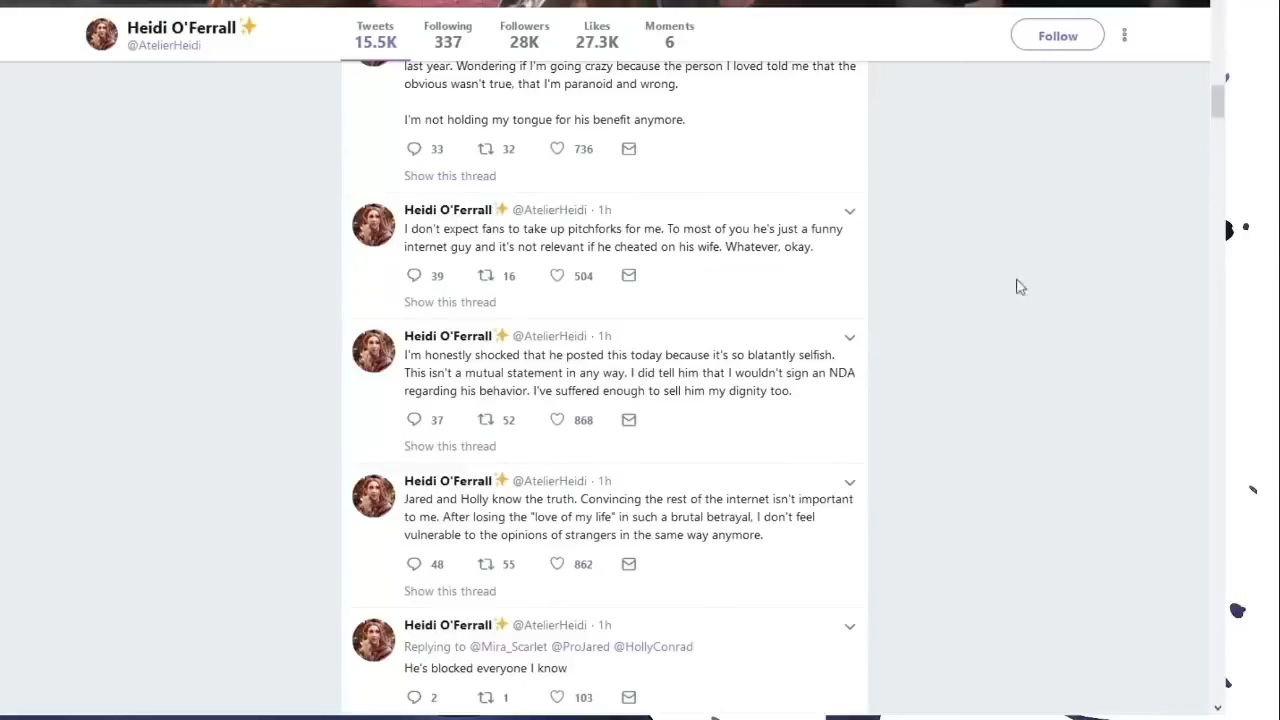 Heidi O'Ferrall
@AtelierHeidi
Tweets Following Followers Likes Moments
15.5K 337 28K 27.3K 6
Follow
last year. Wondering if I'm going crazy because the person I loved told me that the
obvious wasn't true, that I'm paranoid and wrong.
I'm not holding my tongue for his benefit anymore.
33 32 736
Show this thread
Heidi O'Ferrall @AtelierHeidi · 1h
I don't expect fans to take up pitchforks for me. To most of you he's just a funny
internet guy and it's not relevant if he cheated on his wife. Whatever, okay.
39 16 504
Show this thread
Heidi O'Ferrall @AtelierHeidi · 1h
I'm honestly shocked that he posted this today because it's so blatantly selfish.
This isn't a mutual statement in any way. I did tell him that I wouldn't sign an NDA
regarding his behavior. I've suffered enough to sell him my dignity too.
37 52 868
Show this thread
Heidi O'Ferrall @AtelierHeidi · 1h
Jared and Holly know the truth. Convincing the rest of the internet isn't important
to me. After losing the "love of my life" in such a brutal betrayal, I don't feel
vulnerable to the opinions of strangers in the same way anymore.
48 55 862
Show this thread
Heidi O'Ferrall @AtelierHeidi · 1h
Replying to @Mira_Scarlet @ProJared @HollyConrad
He's blocked everyone I know
2 1 103